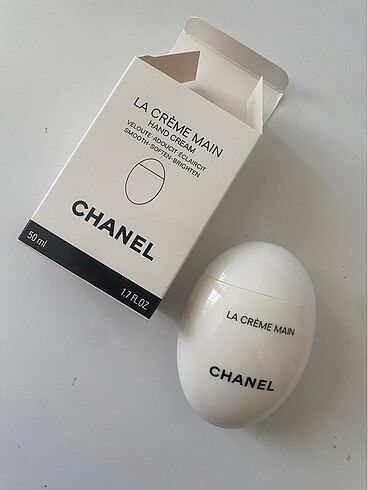 LA CRÈME MAIN
HAND CREAM
VELOUTE-ADOUCIT-ÉCLAIRCIT
SMOOTH-SOFTEN-BRIGHTEN
CHANEL
50 ml
1.7 FL.OZ
LA CRÈME MAIN
CHANEL